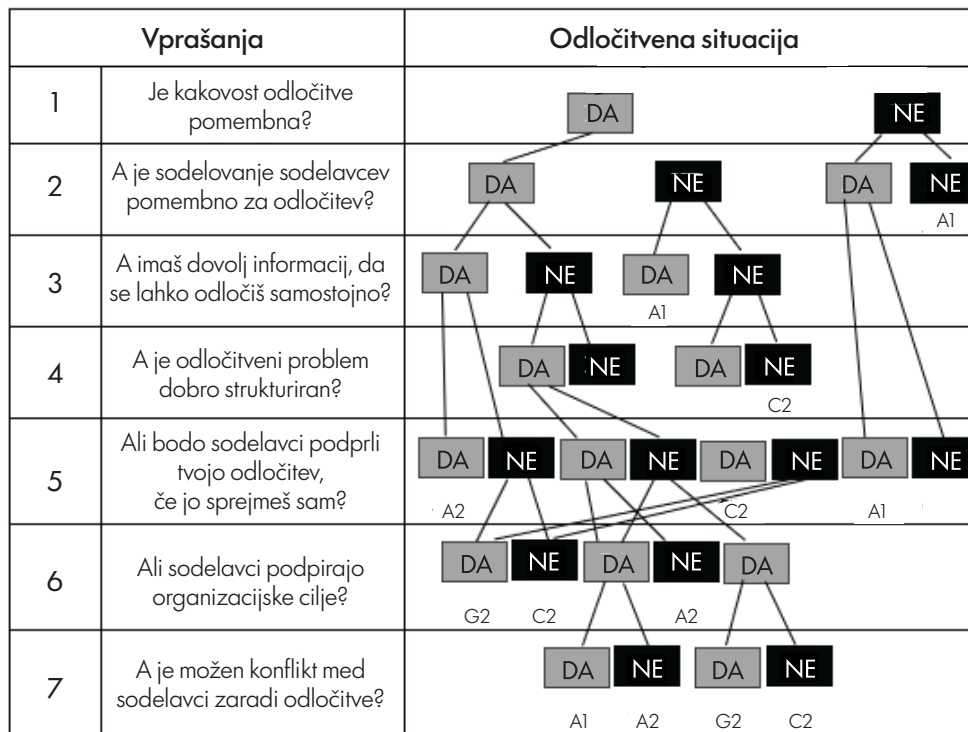 Vprašanja
Odločitvena situacija
1
Je kakovost odločitve
pomembna?
DA
NE
2
A je sodelovanje sodelavcev
pomembno za odločitev?
DA
NE
DA
NE
A1
3
A imaš dovolj informacij, da
se lahko odločiš samostojno?
DA
NE
DA
NE
A1
4
A je odločitveni problem
dobro strukturiran?
DA
NE
DA
NE
C2
5
Ali bodo sodelavci podprli
tvojo odločitev,
če jo sprejmeš sam?
DA
NE
DA
NE
DA
NE
DA
NE
A2
C2
A1
6
Ali sodelavci podpirajo
organizacijske cilje?
DA
NE
DA
NE
DA
G2
C2
A2
7
A je možen konflikt med
sodelavci zaradi odločitve?
DA
NE
DA
NE
A1
A2
G2
C2